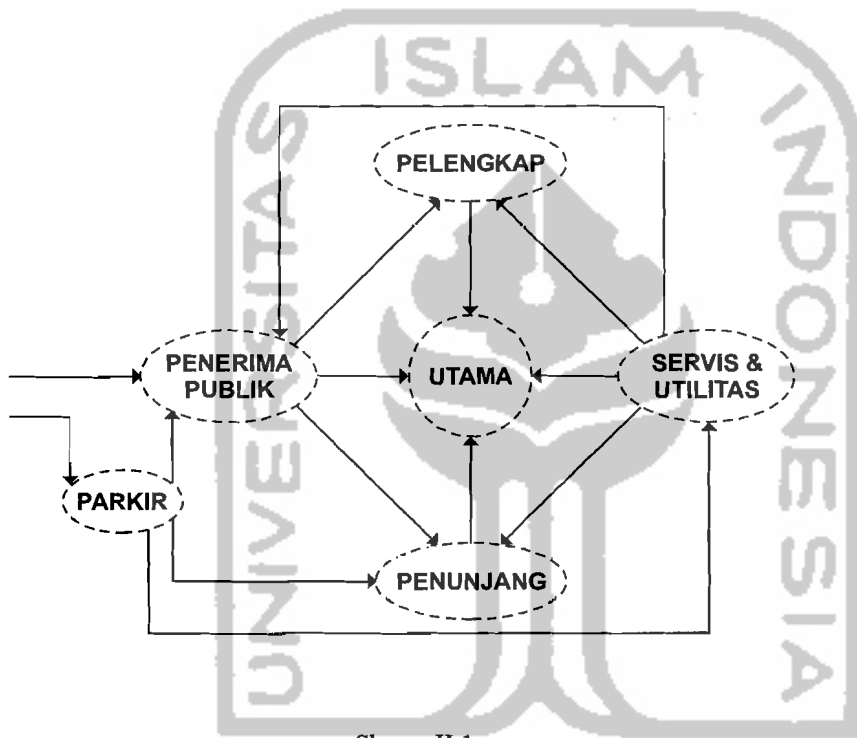 ISLAM
UNIVERSITAS
INDONESIA
PELENGKAP
PENERIMA
PUBLIK
UTAMA
SERVIS &
UTILITAS
PARKIR
PENUNJANG